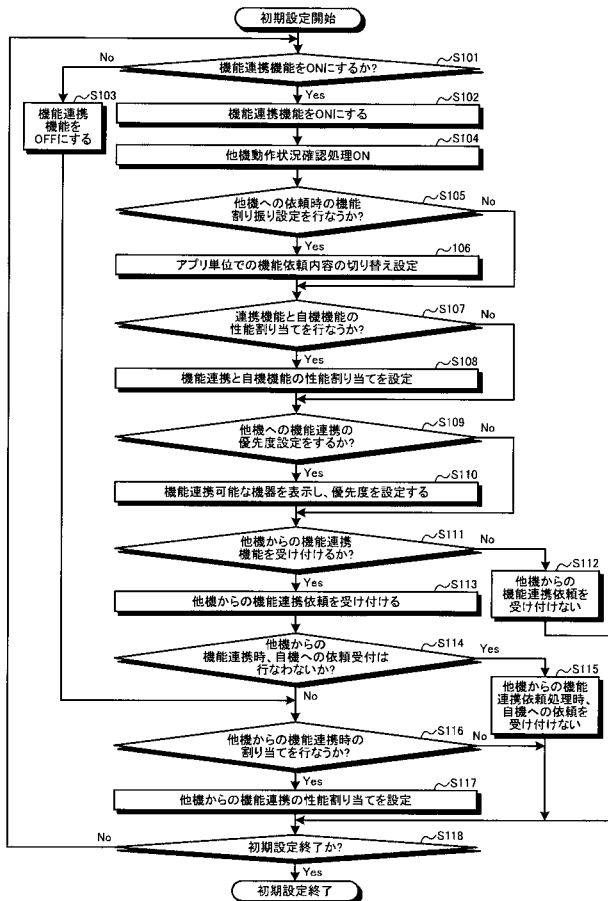 初期設定開始
機能連携機能をONにするか?
S101
No
Yes
S103
機能連携
機能を
OFFにする
S102
機能連携機能をONにする
S104
他機動作状況確認処理ON
S105
他機への依頼時の機能
割り振り設定を行なうか?
No
Yes
106
アプリ単位での機能依頼内容の切り替え設定
S107
連携機能と自機機能の
性能割り当てを行なうか?
No
Yes
S108
機能連携と自機機能の性能割り当てを設定
S109
他機への機能連携の
優先度設定をするか?
No
Yes
S110
機能連携可能な機器を表示し、優先度を設定する
S111
他機からの機能連携
機能を受け付けるか?
No
Yes
S112
他機からの
機能連携依頼を
受け付けない
S113
他機からの機能連携依頼を受け付ける
S114
他機からの
機能連携時、自機への依頼受付は
行なわないか?
Yes
No
S115
他機からの機能
連携依頼処理時、
自機への依頼を
受け付けない
S116
他機からの機能連携時の
割り当てを行なうか?
No
Yes
S117
他機からの機能連携の性能割り当てを設定
S118
初期設定終了か?
No
Yes
初期設定終了